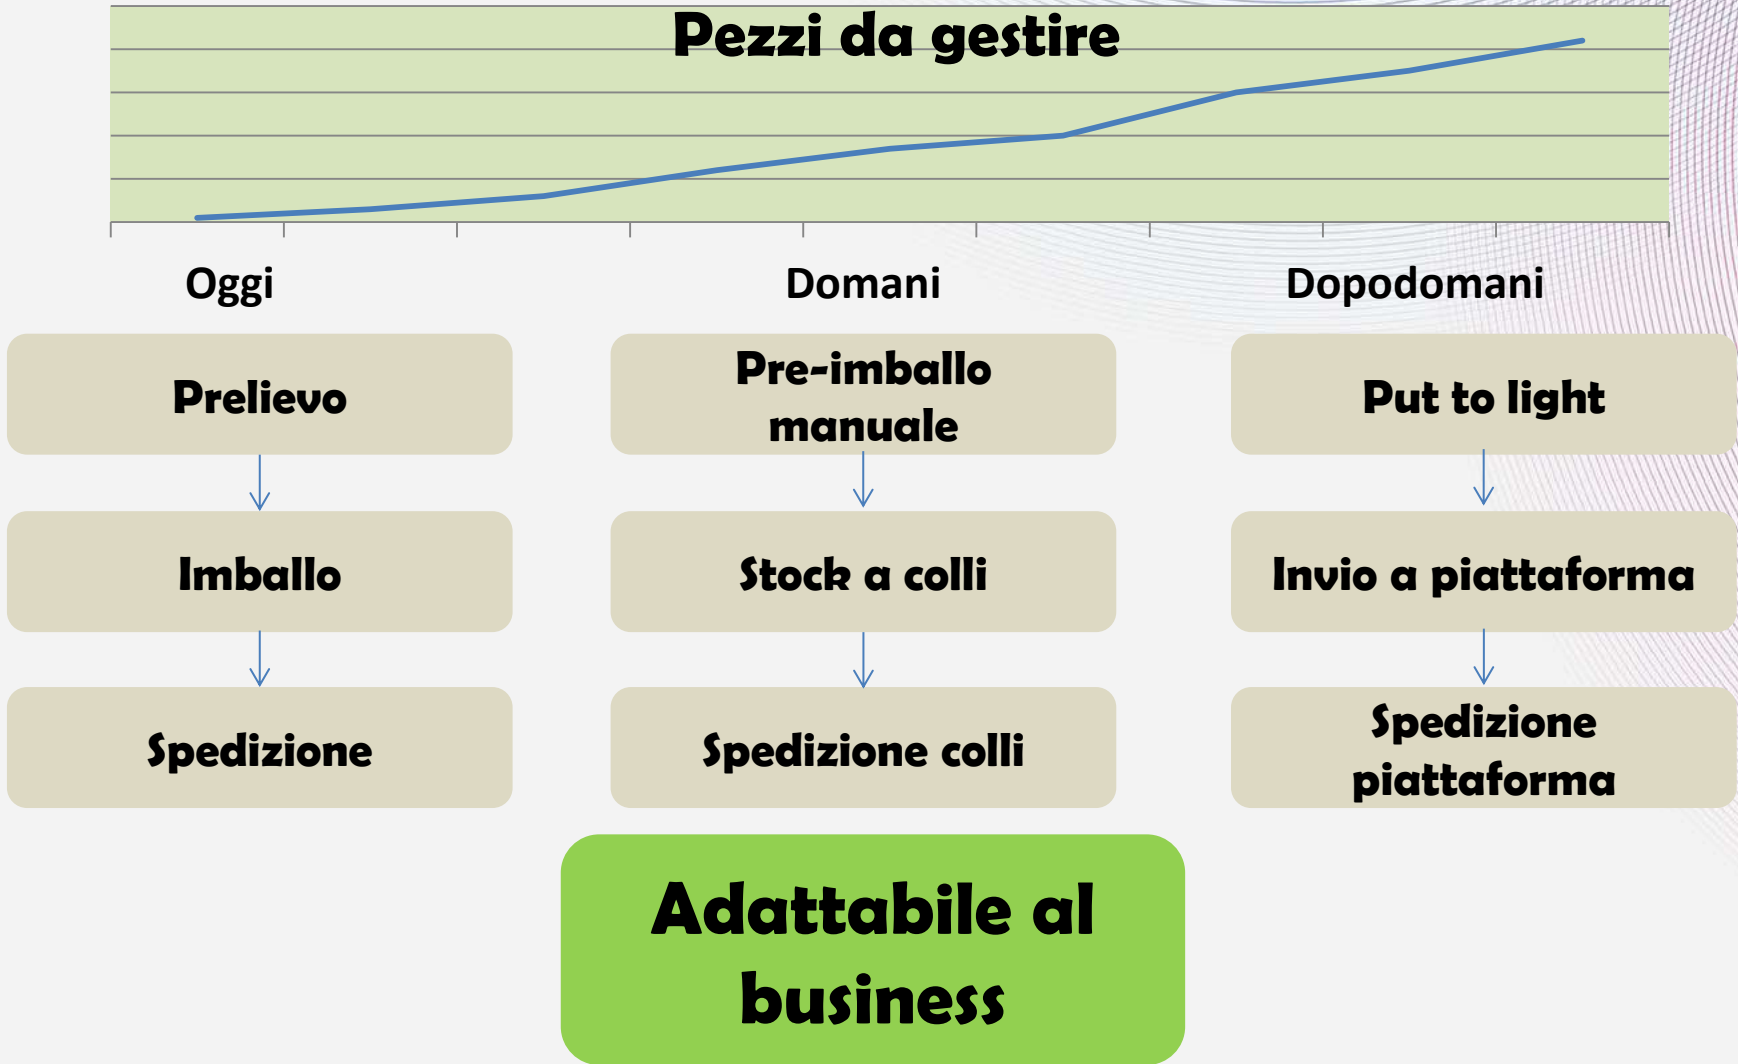 Pezzi da gestire
Oggi
Domani
Dopodomani
Prelievo
Pre-imballo
manuale
Put to light
Imballo
Stock a colli
Invio a piattaforma
Spedizione
Spedizione colli
Spedizione
piattaforma
Adattabile al
business